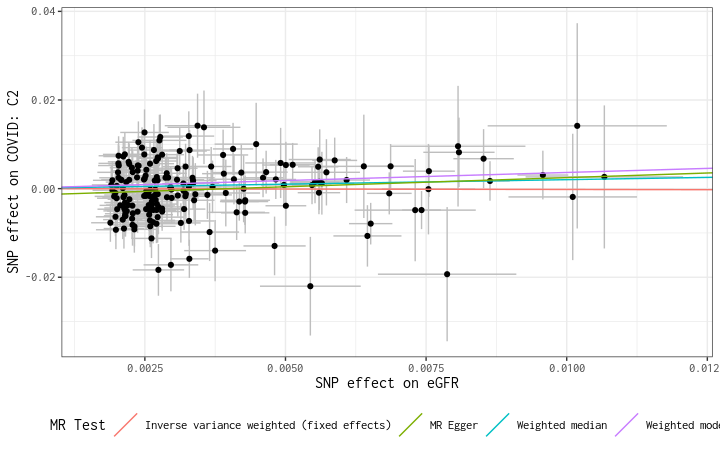 0.04
0.02
0.00
-0.02
SNP effect on COVID: C2
0.0025 0.0050 0.0075 0.0100 0.012
SNP effect on eGFR
MR Test Inverse variance weighted (fixed effects) MR Egger Weighted median Weighted mode